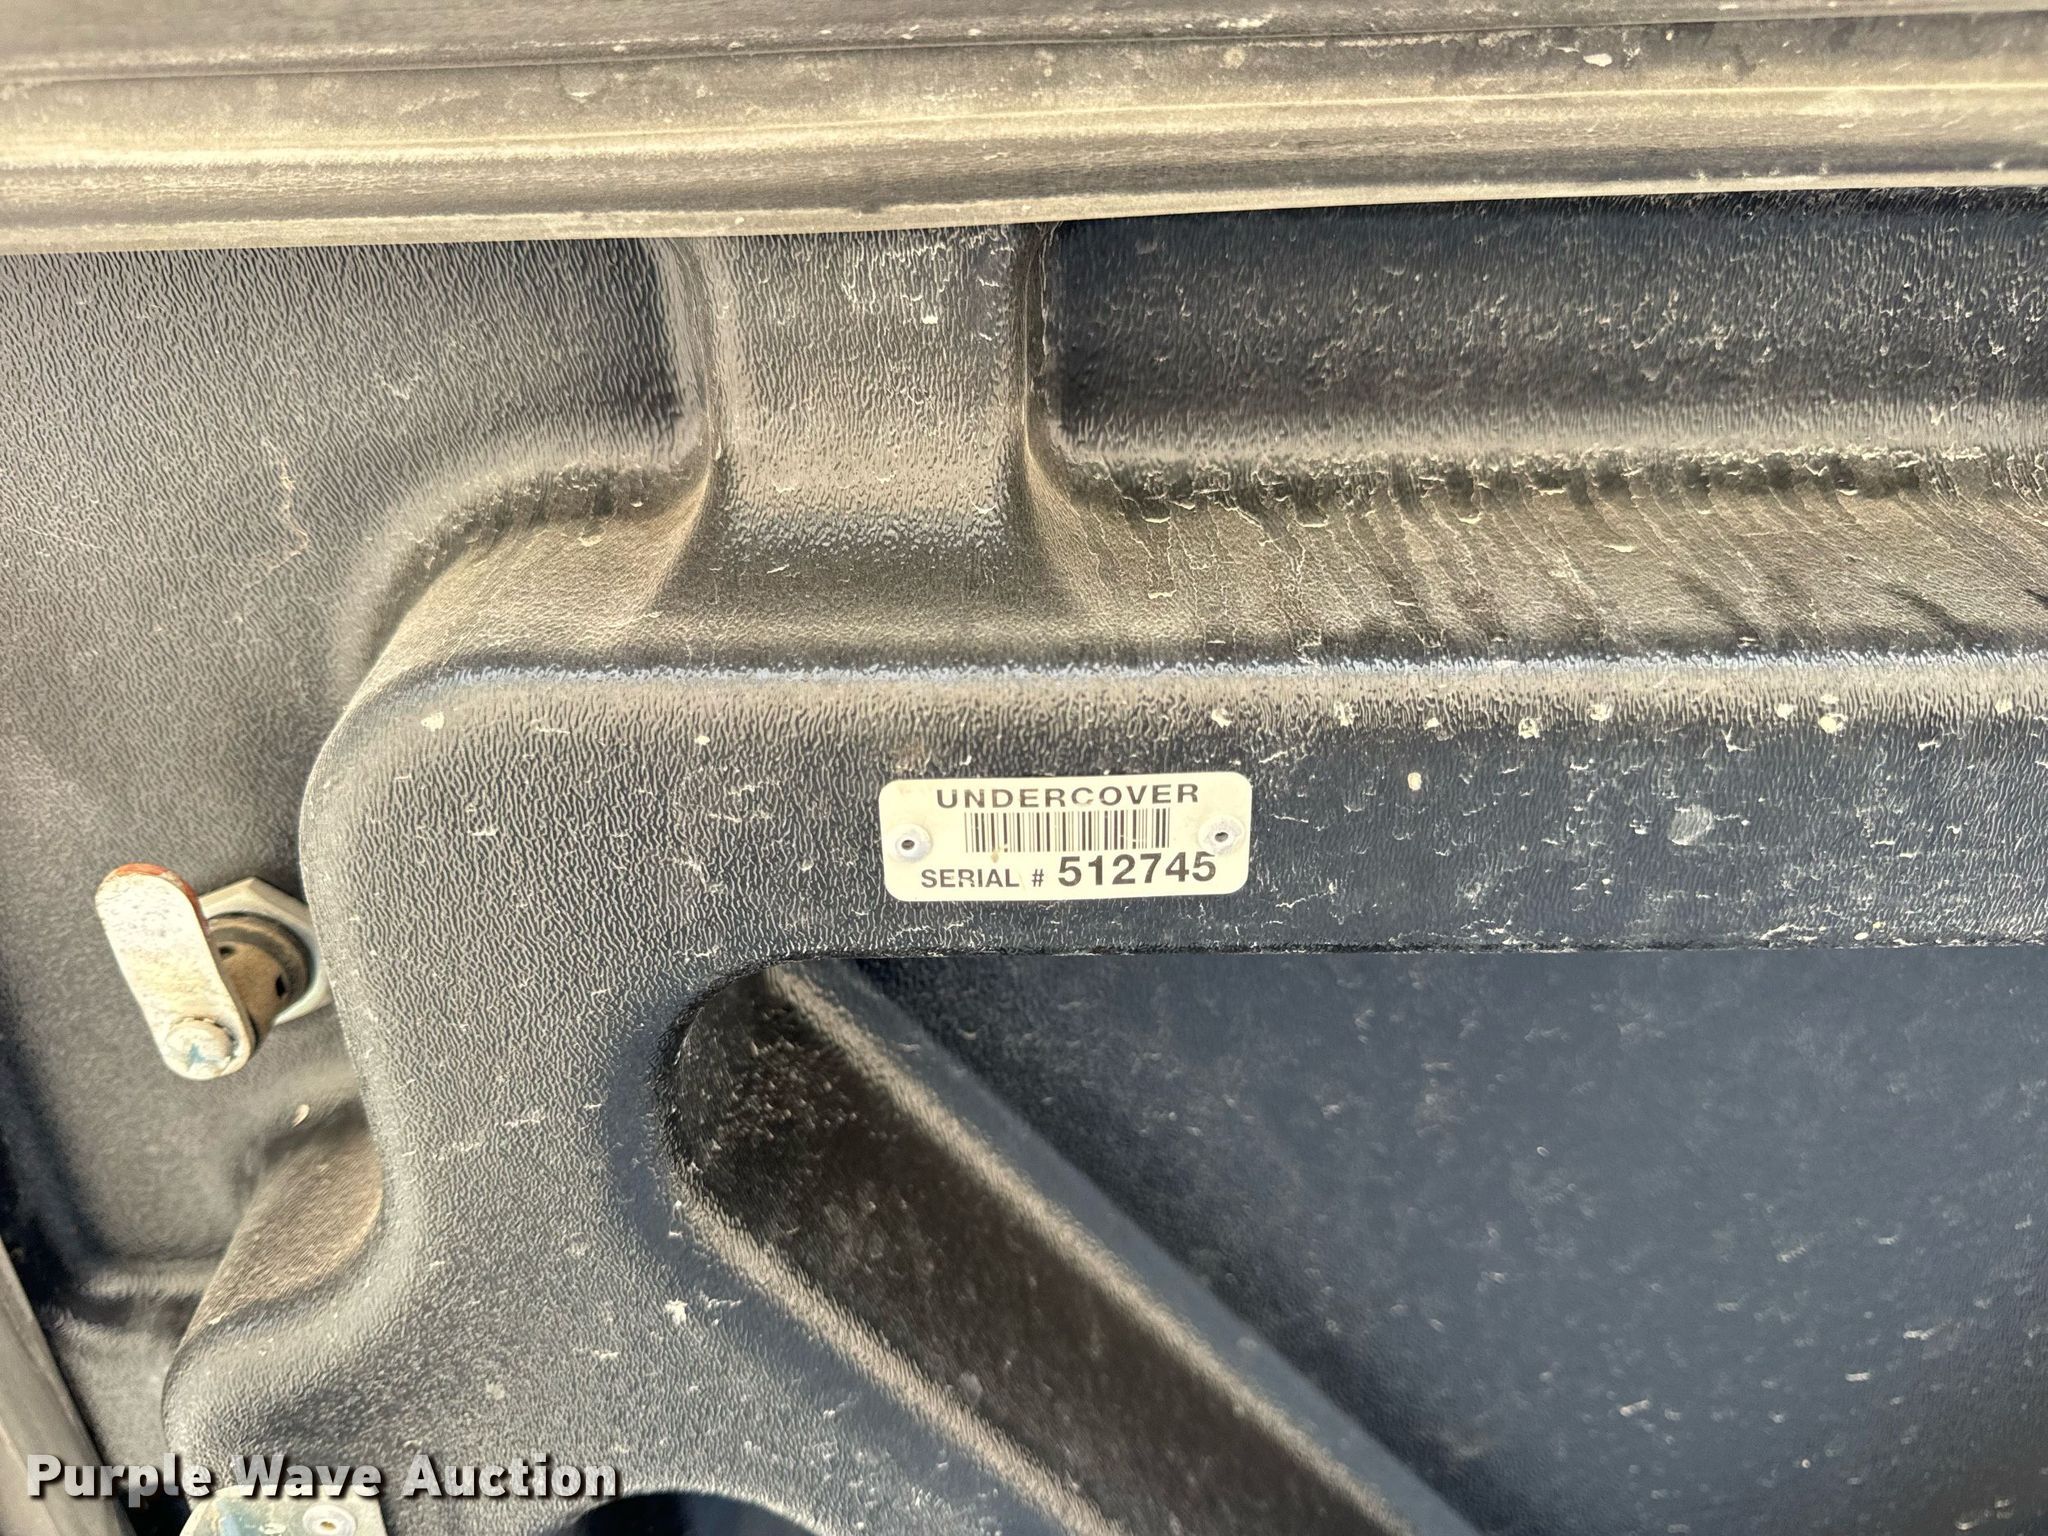 UNDERCOVER
SERIAL # 512745
Purple Wave Auction